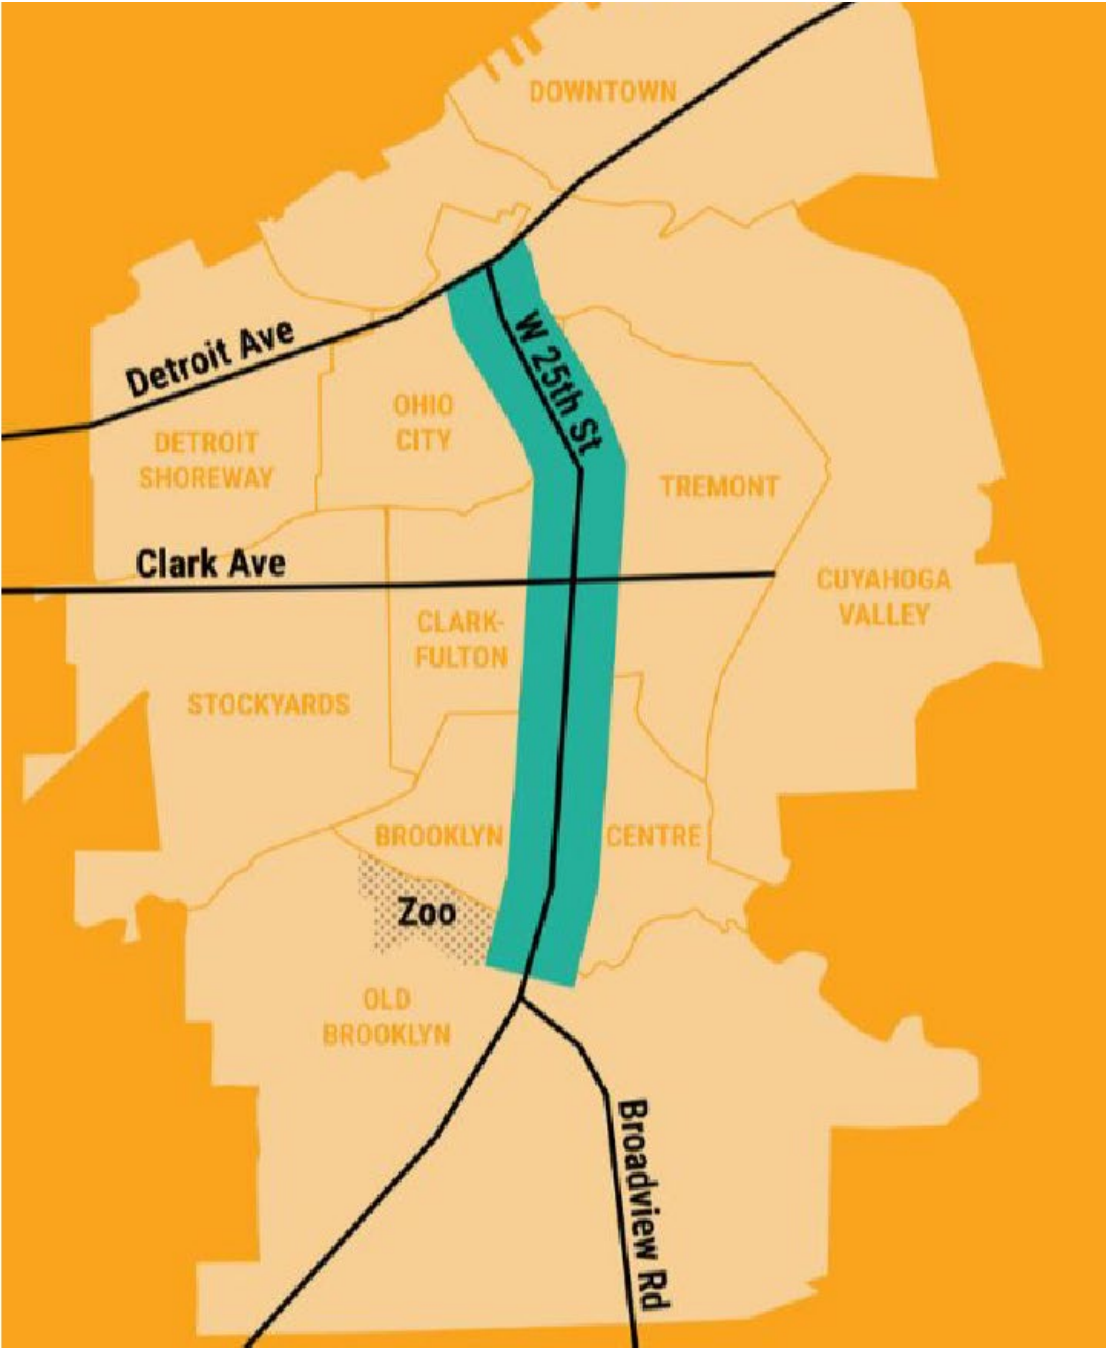 DOWNTOWN
Detroit Ave
W 25th St
OHIO
CITY
DETROIT
SHOREWAY
TREMONT
Clark Ave
CUYAHOGA
VALLEY
CLARK-
FULTON
STOCKYARDS
BROOKLYN CENTRE
Zoo
OLD
BROOKLYN
Broadview Rd